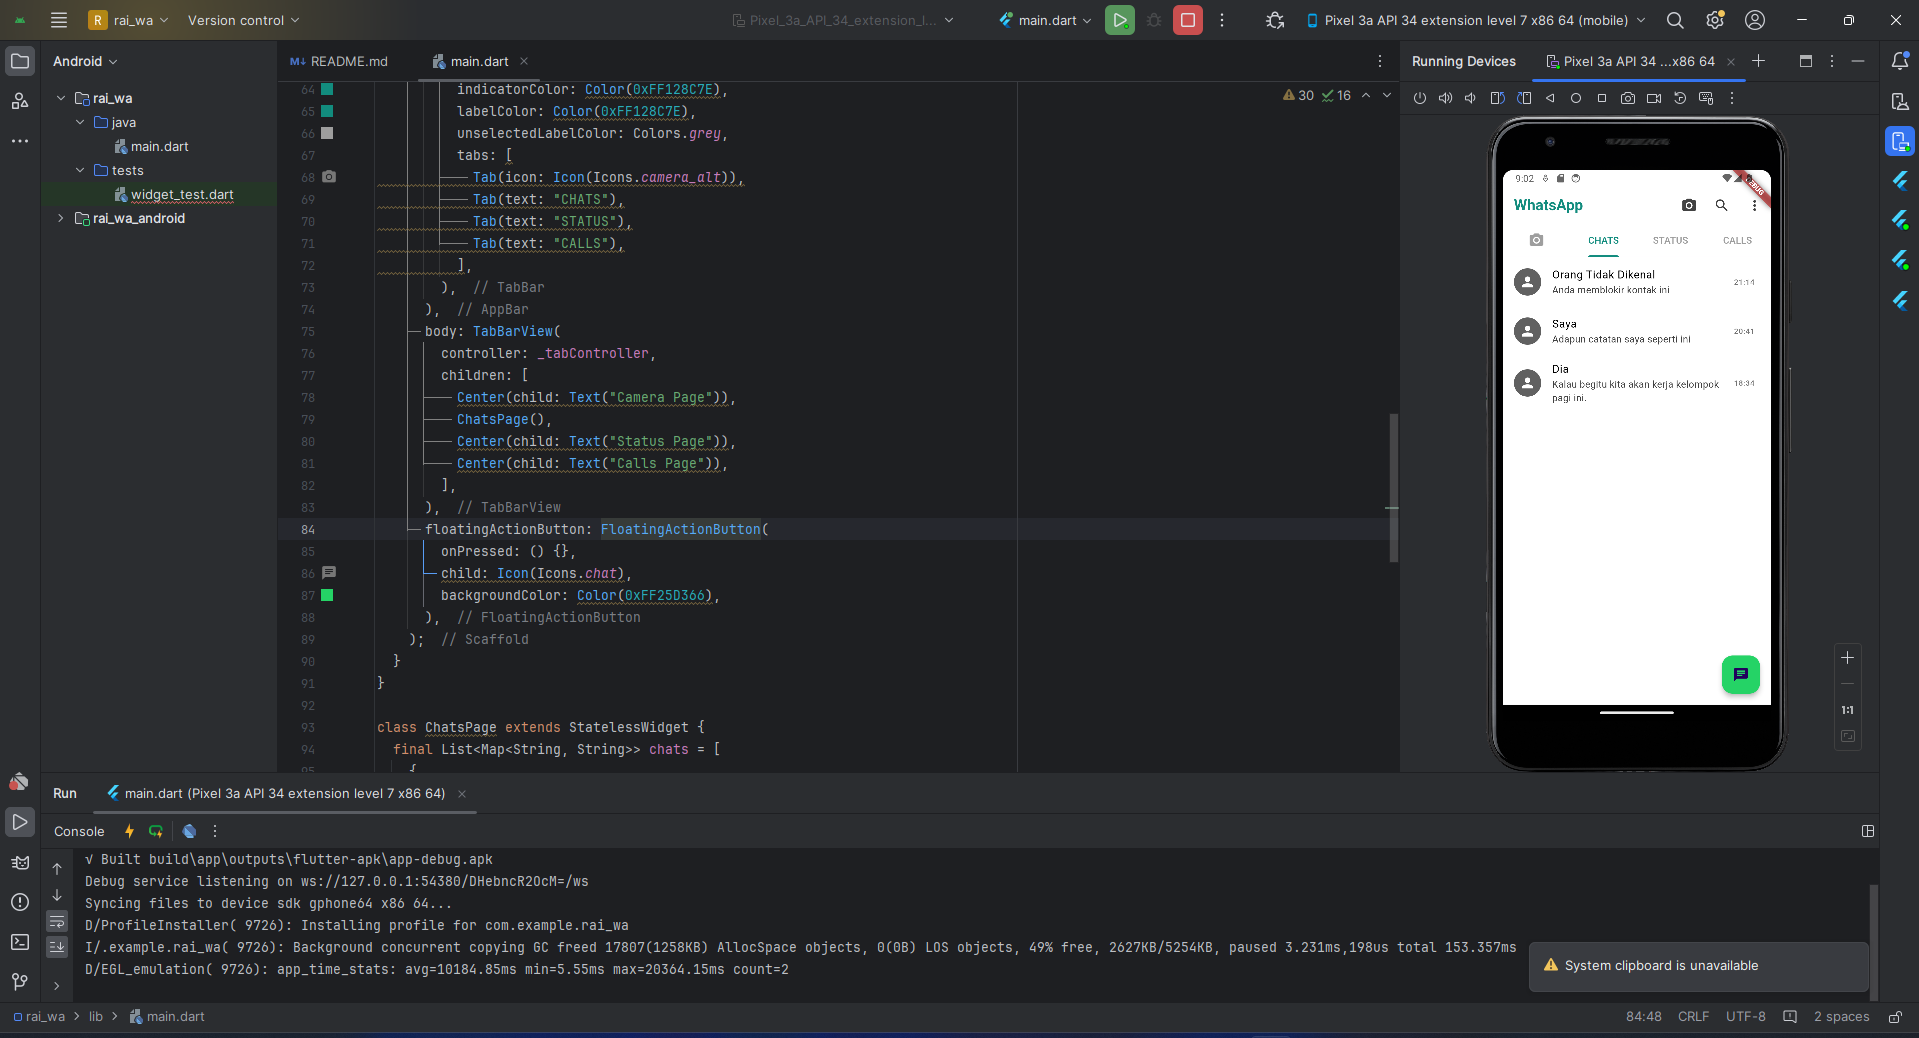 R rai_wa Version control Pixel_3a_API_34_extension_l... main.dart Pixel 3a API 34 extension level 7 x86 64 (mobile)
Android
rai_wa
java
main.dart
tests
widget_test.dart
rai_wa_android
M↓ README.md main.dart
30 16
64 indicatorColor: Color(0xFF128C7E),
65 labelColor: Color(0xFF128C7E),
66 unselectedLabelColor: Colors.grey,
67 tabs: [
68 Tab(icon: Icon(Icons.camera_alt)),
69 Tab(text: "CHATS"),
70 Tab(text: "STATUS"),
71 Tab(text: "CALLS"),
72 ],
73 ), // TabBar
74 ), // AppBar
75 body: TabBarView(
76 controller: _tabController,
77 children: [
78 Center(child: Text("Camera Page")),
79 ChatsPage(),
80 Center(child: Text("Status Page")),
81 Center(child: Text("Calls Page")),
82 ],
83 ), // TabBarView
84 floatingActionButton: FloatingActionButton(
85 onPressed: () {},
86 child: Icon(Icons.chat),
87 backgroundColor: Color(0xFF25D366),
88 ), // FloatingActionButton
89 ); // Scaffold
90 }
91 }
92
93 class ChatsPage extends StatelessWidget {
94 final List<Map<String, String>> chats = [
95 {
Running Devices Pixel 3a API 34 ...x86 64
9:02
DEBUG
WhatsApp
CHATS STATUS CALLS
Orang Tidak Dikenal
Anda memblokir kontak ini 21:14
Saya
Adapun catatan saya seperti ini 20:41
Dia
Kalau begitu kita akan kerja kelompok pagi ini. 18:34
1:1
Run main.dart (Pixel 3a API 34 extension level 7 x86 64)
Console
√ Built build\app\outputs\flutter-apk\app-debug.apk
Debug service listening on ws://127.0.0.1:54380/DHebncR2OcM=/ws
Syncing files to device sdk gphone64 x86 64...
D/ProfileInstaller( 9726): Installing profile for com.example.rai_wa
I/.example.rai_wa( 9726): Background concurrent copying GC freed 17807(1258KB) AllocSpace objects, 0(0B) LOS objects, 49% free, 2627KB/5254KB, paused 3.231ms,198us total 153.357ms
D/EGL_emulation( 9726): app_time_stats: avg=10184.85ms min=5.55ms max=20364.15ms count=2
System clipboard is unavailable
rai_wa > lib > main.dart 84:48 CRLF UTF-8 2 spaces